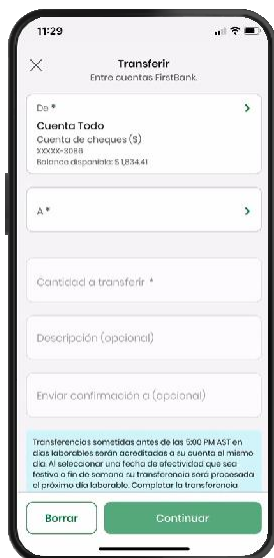 11:29
Transferir
Entre cuentas FirstBank.
De *
Cuenta Todo
Cuenta de cheques ($)
XXXXX-3086
Balance disponible: $1,834.41
A *
Cantidad a transferir *
Descripción (opcional)
Enviar confirmación a (opcional)
Transferencias sometidas antes de las 5:00 PM AST en
días laborables serán acreditadas a su cuenta el mismo
día. Al seleccionar una fecha de efectividad que sea
festivo o fin de semana su transferencia será procesada
el próximo día laborable. Completar la transferencia
Borrar
Continuar